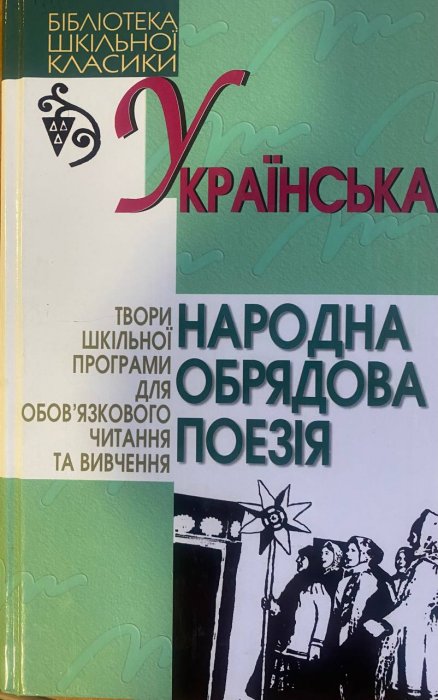 БІБЛІОТЕКА
ШКІЛЬНОЇ
КЛАСИКИ
УКРАЇНСЬКА
НАРОДНА
ОБРЯДОВА
ПОЕЗІЯ
ТВОРИ
ШКІЛЬНОЇ
ПРОГРАМИ
ДЛЯ
ОБОВ'ЯЗКОВОГО
ЧИТАННЯ
ТА ВИВЧЕННЯ